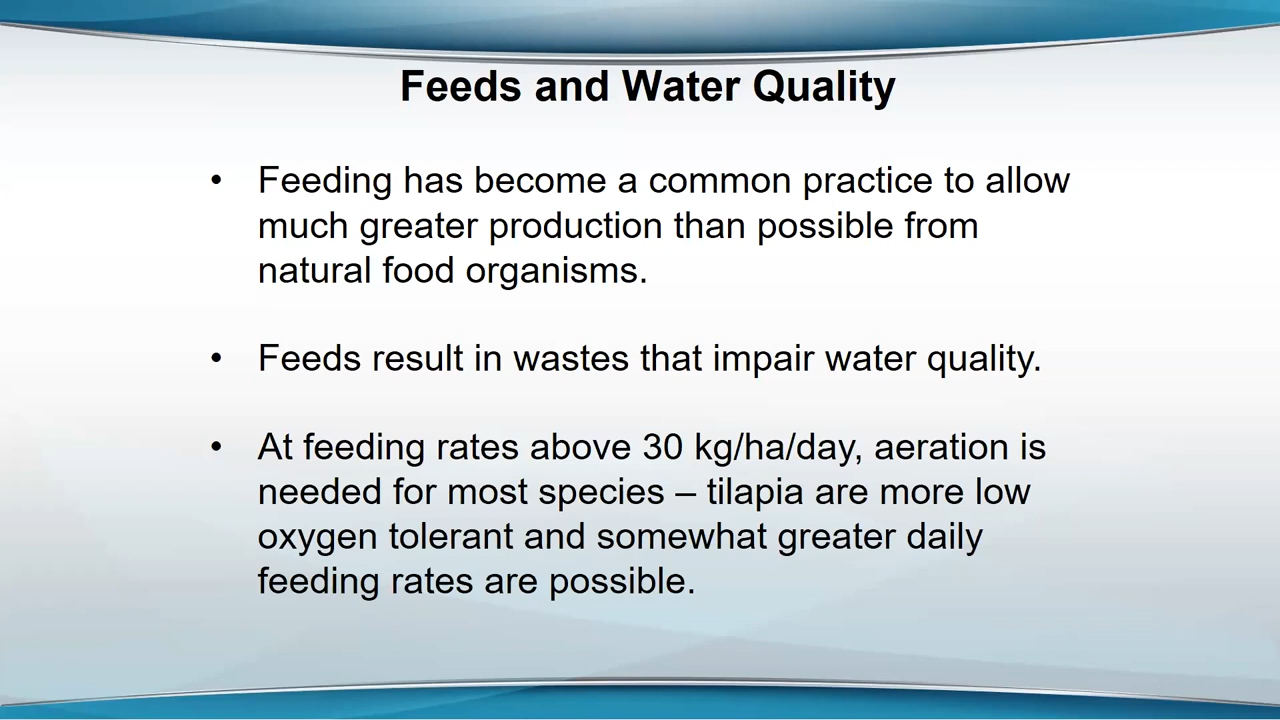 Feeds and Water Quality
• Feeding has become a common practice to allow
much greater production than possible from
natural food organisms.
• Feeds result in wastes that impair water quality.
• At feeding rates above 30 kg/ha/day, aeration is
needed for most species – tilapia are more low
oxygen tolerant and somewhat greater daily
feeding rates are possible.